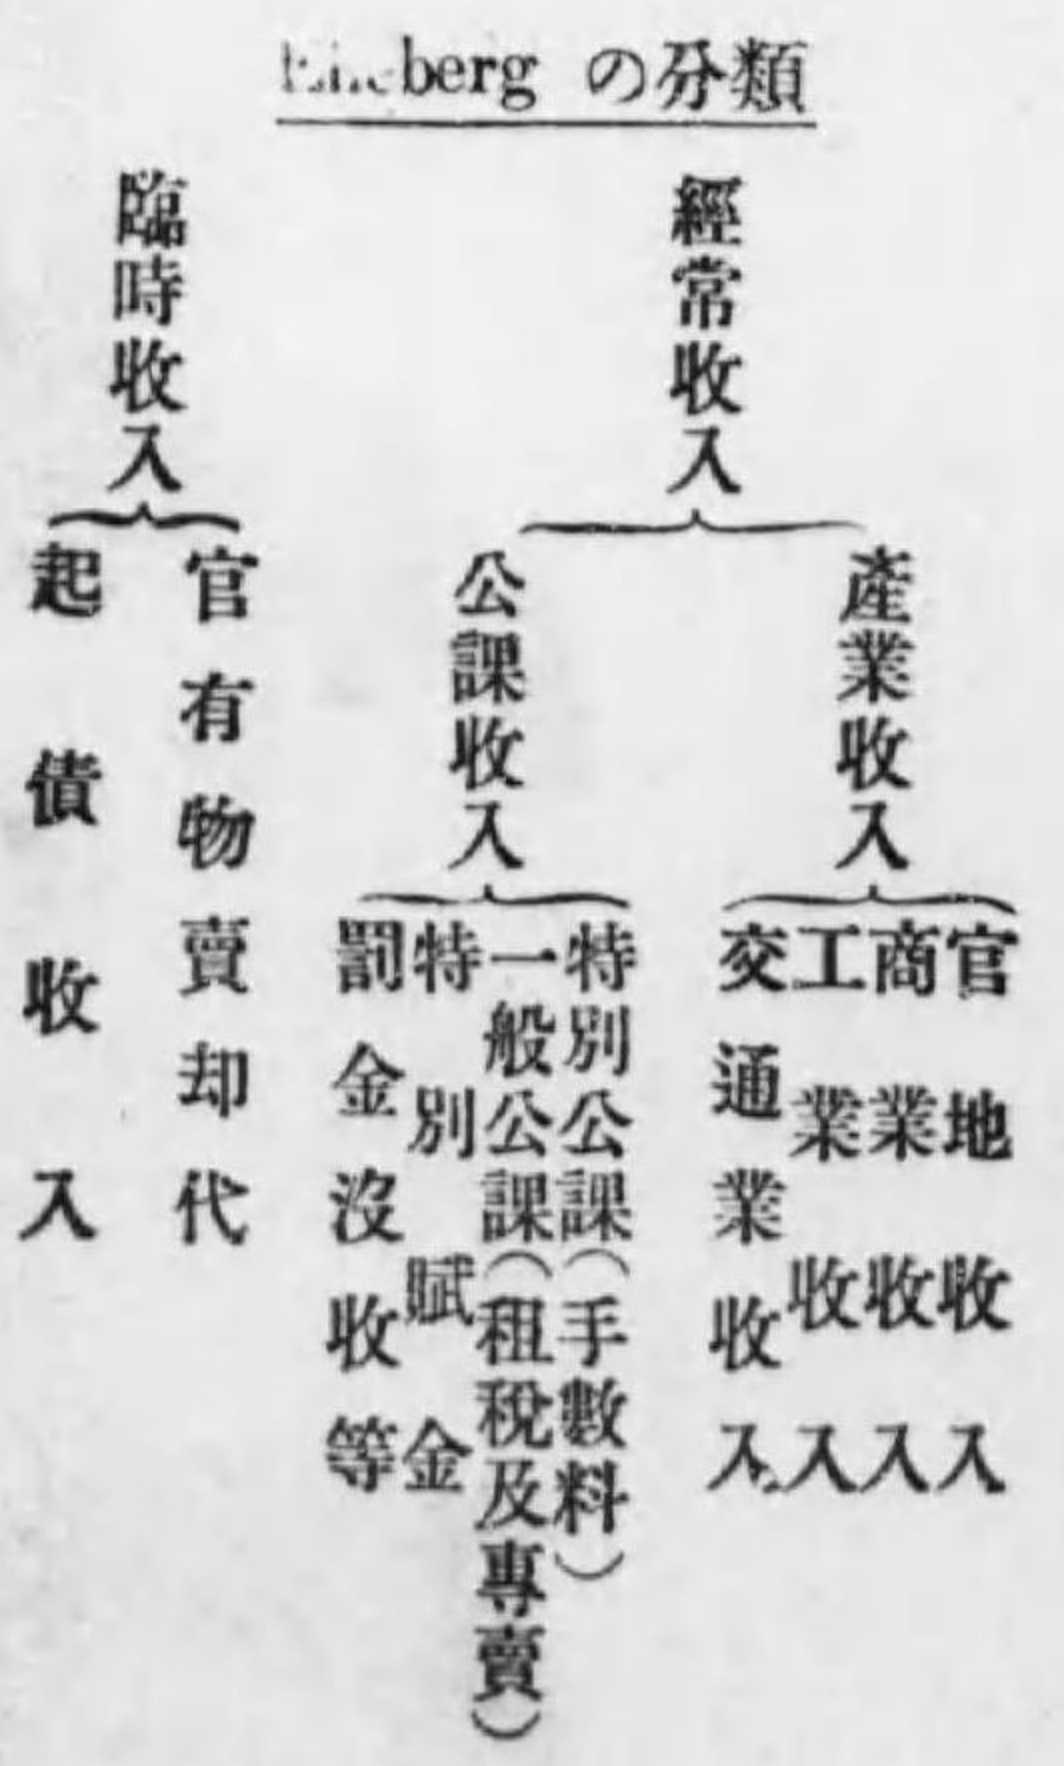 berg の分類
經常收入
產業收入
官地收入
商業收入
工業收入
交通業收入
公課收入
特別公課（手數料）
一般公課（租稅及專賣）
特別賦金
罰金沒收等
臨時收入
官有物賣却代
起債收入